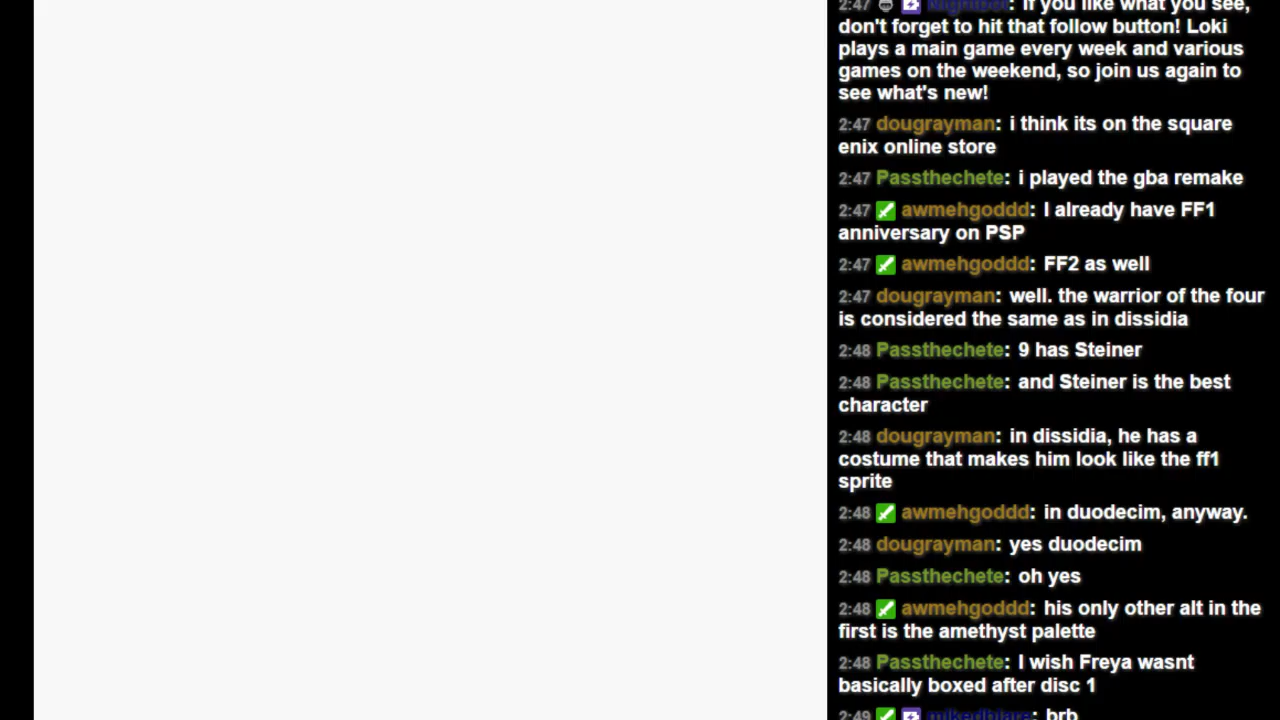 2:47 Nightbot: If you like what you see,
don't forget to hit that follow button! Loki
plays a main game every week and various
games on the weekend, so join us again to
see what's new!
2:47 dougrayman: i think its on the square
enix online store
2:47 Passthechete: i played the gba remake
2:47 awmehgoddd: I already have FF1
anniversary on PSP
2:47 awmehgoddd: FF2 as well
2:47 dougrayman: well. the warrior of the four
is considered the same as in dissidia
2:48 Passthechete: 9 has Steiner
2:48 Passthechete: and Steiner is the best
character
2:48 dougrayman: in dissidia, he has a
costume that makes him look like the ff1
sprite
2:48 awmehgoddd: in duodecim, anyway.
2:48 dougrayman: yes duodecim
2:48 Passthechete: oh yes
2:48 awmehgoddd: his only other alt in the
first is the amethyst palette
2:48 Passthechete: I wish Freya wasnt
basically boxed after disc 1
2:49 brb